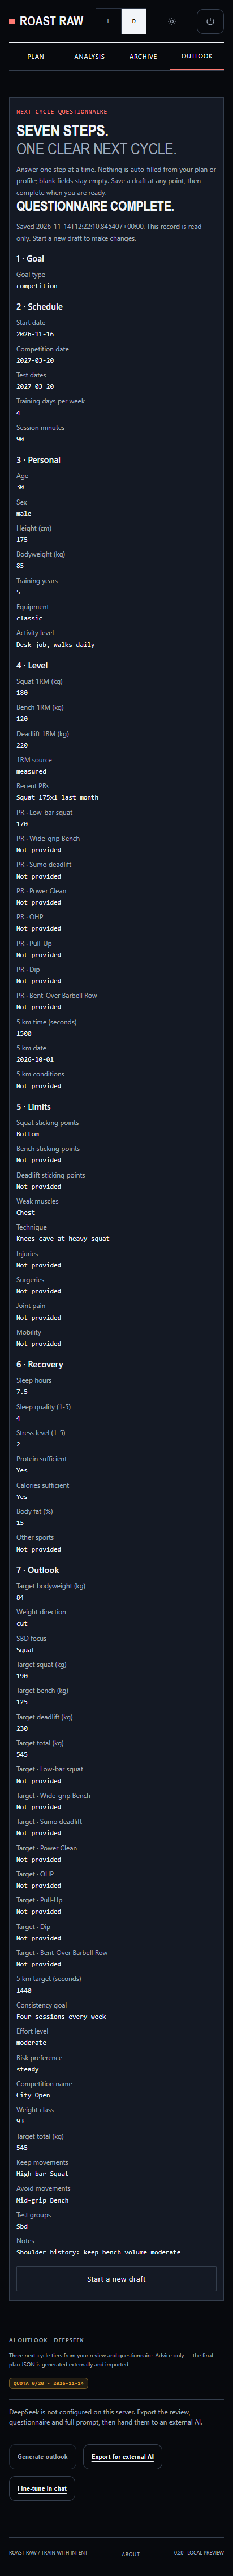 ROAST RAW
L
D
PLAN
ANALYSIS
ARCHIVE
OUTLOOK
NEXT-CYCLE QUESTIONNAIRE
SEVEN STEPS.
ONE CLEAR NEXT CYCLE.
Answer one step at a time. Nothing is auto-filled from your plan or
profile; blank fields stay empty. Save a draft at any point, then
complete when you are ready.
QUESTIONNAIRE COMPLETE.
Saved 2026-11-14T12:22:10.845407+00:00. This record is read-
only. Start a new draft to make changes.
1 · Goal
Goal type
competition
2 · Schedule
Start date
2026-11-16
Competition date
2027-03-20
Test dates
2027 03 20
Training days per week
4
Session minutes
90
3 · Personal
Age
30
Sex
male
Height (cm)
175
Bodyweight (kg)
85
Training years
5
Equipment
classic
Activity level
Desk job, walks daily
4 · Level
Squat 1RM (kg)
180
Bench 1RM (kg)
120
Deadlift 1RM (kg)
220
1RM source
measured
Recent PRs
Squat 175x1 last month
PR · Low-bar squat
170
PR · Wide-grip Bench
Not provided
PR · Sumo deadlift
Not provided
PR · Power Clean
Not provided
PR · OHP
Not provided
PR · Pull-Up
Not provided
PR · Dip
Not provided
PR · Bent-Over Barbell Row
Not provided
5 km time (seconds)
1500
5 km date
2026-10-01
5 km conditions
Not provided
5 · Limits
Squat sticking points
Bottom
Bench sticking points
Not provided
Deadlift sticking points
Not provided
Weak muscles
Chest
Technique
Knees cave at heavy squat
Injuries
Not provided
Surgeries
Not provided
Joint pain
Not provided
Mobility
Not provided
6 · Recovery
Sleep hours
7.5
Sleep quality (1-5)
4
Stress level (1-5)
2
Protein sufficient
Yes
Calories sufficient
Yes
Body fat (%)
15
Other sports
Not provided
7 · Outlook
Target bodyweight (kg)
84
Weight direction
cut
SBD focus
Squat
Target squat (kg)
190
Target bench (kg)
125
Target deadlift (kg)
230
Target total (kg)
545
Target · Low-bar squat
Not provided
Target · Wide-grip Bench
Not provided
Target · Sumo deadlift
Not provided
Target · Power Clean
Not provided
Target · OHP
Not provided
Target · Pull-Up
Not provided
Target · Dip
Not provided
Target · Bent-Over Barbell Row
Not provided
5 km target (seconds)
1440
Consistency goal
Four sessions every week
Effort level
moderate
Risk preference
steady
Competition name
City Open
Weight class
93
Target total (kg)
545
Keep movements
High-bar Squat
Avoid movements
Mid-grip Bench
Test groups
Sbd
Notes
Shoulder history: keep bench volume moderate
Start a new draft
AI OUTLOOK · DEEPSEEK
Three next-cycle tiers from your review and questionnaire. Advice only — the final
plan JSON is generated externally and imported.
QUOTA 0/20 · 2026-11-14
DeepSeek is not configured on this server. Export the review,
questionnaire and full prompt, then hand them to an external AI.
Generate outlook
Export for external AI
Fine-tune in chat
ROAST RAW / TRAIN WITH INTENT
ABOUT
0.20 · LOCAL PREVIEW